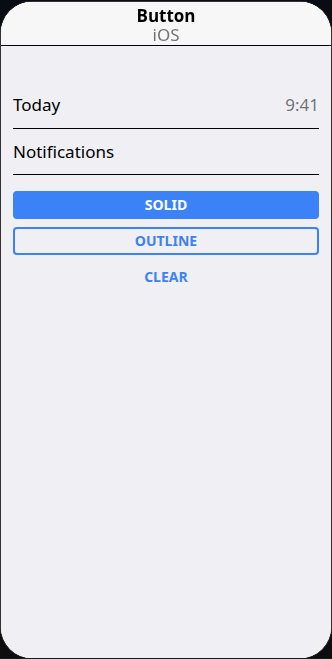 Button
iOS
Today 9:41
Notifications
SOLID
OUTLINE
CLEAR